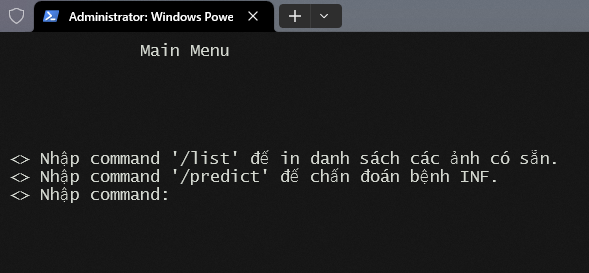 Administrator: Windows Powe
Main Menu
<> Nhập command '/list' để in danh sách các ảnh có sẵn.
<> Nhập command '/predict' để chẩn đoán bệnh INF.
<> Nhập command: